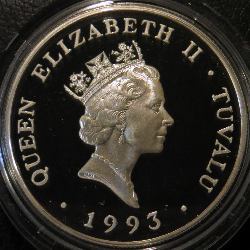 QUEEN ELIZABETH II · TUVALU
· 1993 ·